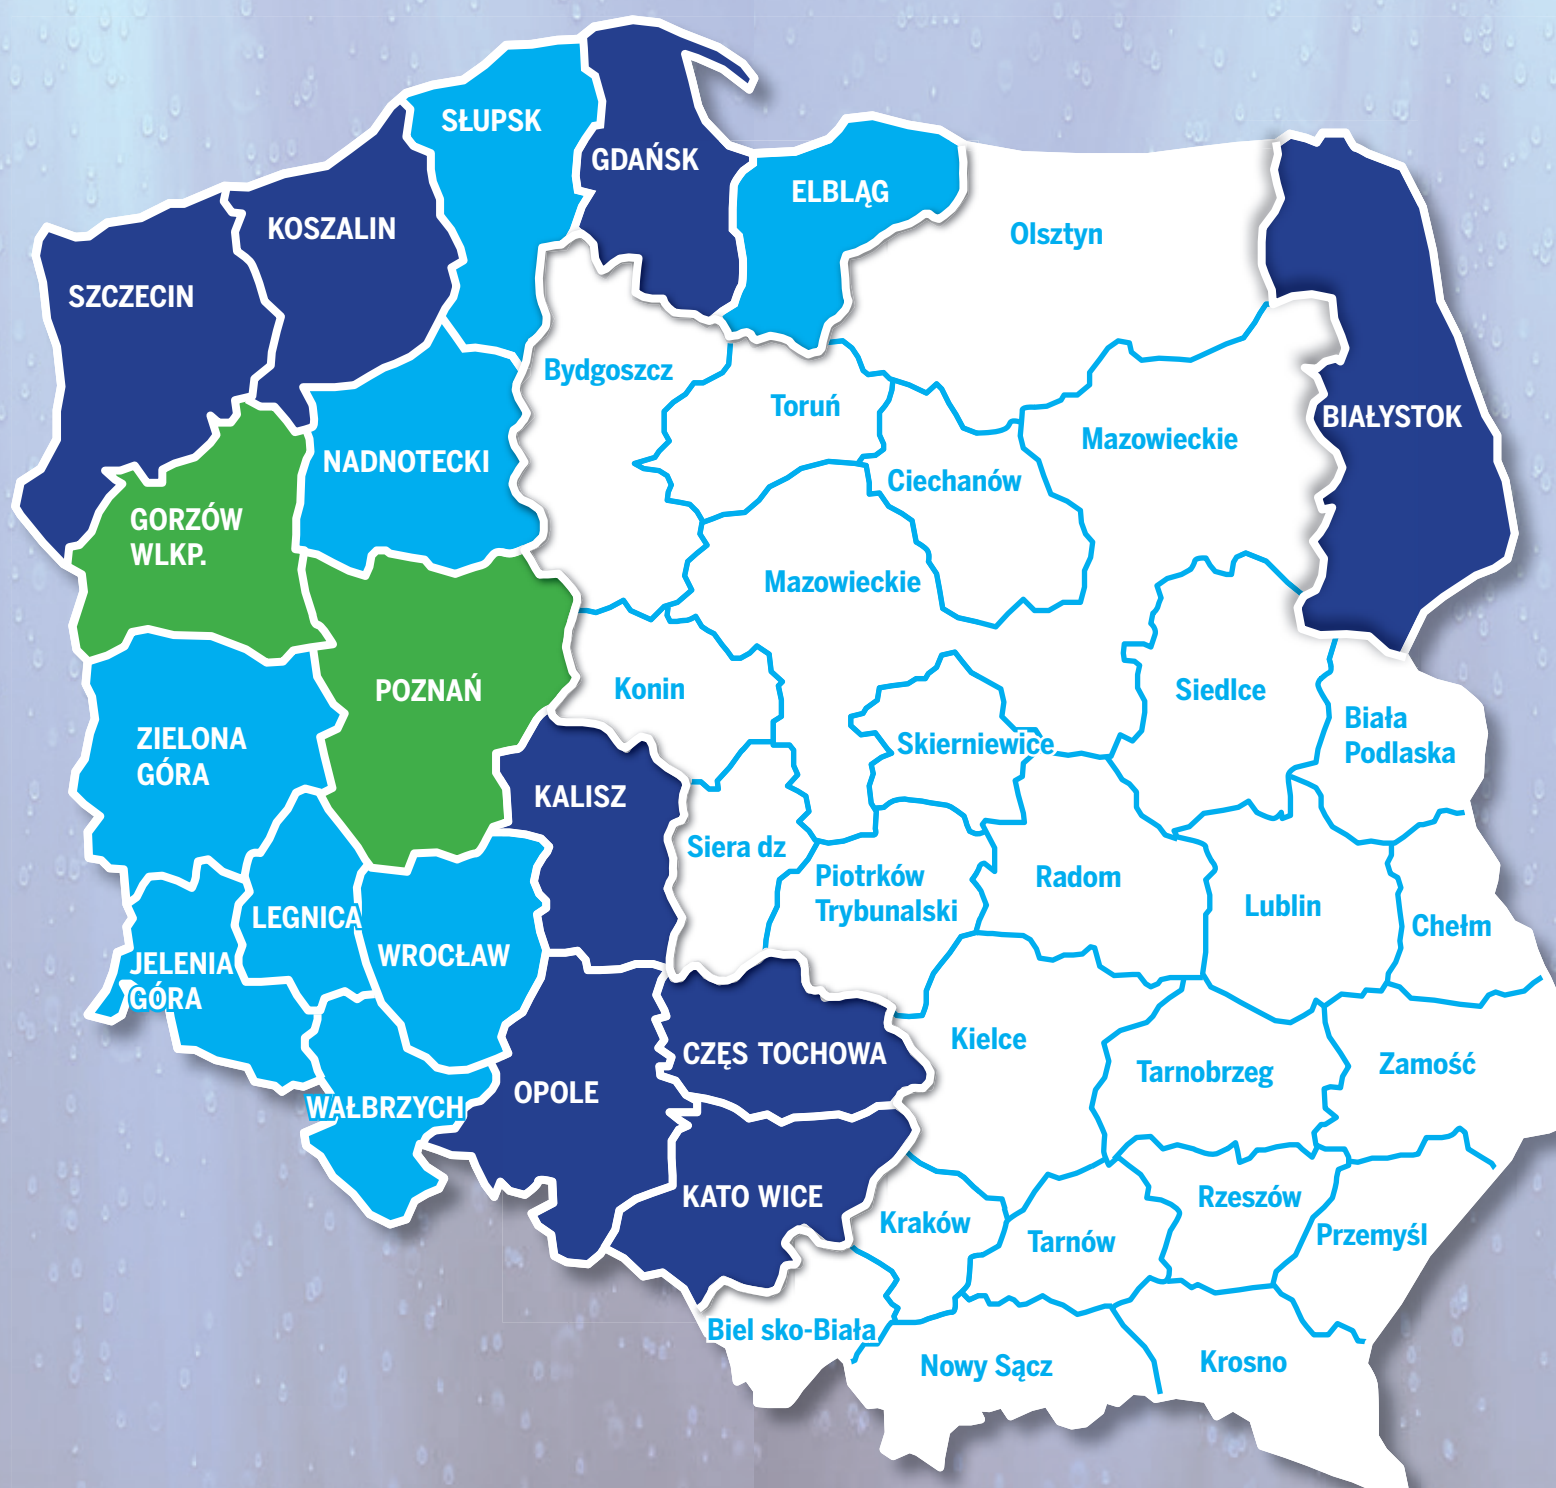 SŁUPSK
GDAŃSK
ELBLĄG
KOSZALIN
Olsztyn
SZCZECIN
Bydgoszcz
Toruń
BIAŁYSTOK
Mazowieckie
NADNOTECKI
Ciechanów
GORZÓW
WLKP.
Mazowieckie
POZNAŃ
Konin
Siedlce
Biała
Podlaska
ZIELONA
GÓRA
Skierniewice
KALISZ
Siera dz
Piotrków
Trybunalski
Radom
Lublin
Chełm
LEGNICA
WROCŁAW
JELENIA
GÓRA
Kielce
CZĘS TOCHOWA
Tarnobrzeg
Zamość
OPOLE
WAŁBRZYCH
KATO WICE
Rzeszów
Kraków
Tarnów
Przemyśl
Biel sko-Biała
Nowy Sącz
Krosno